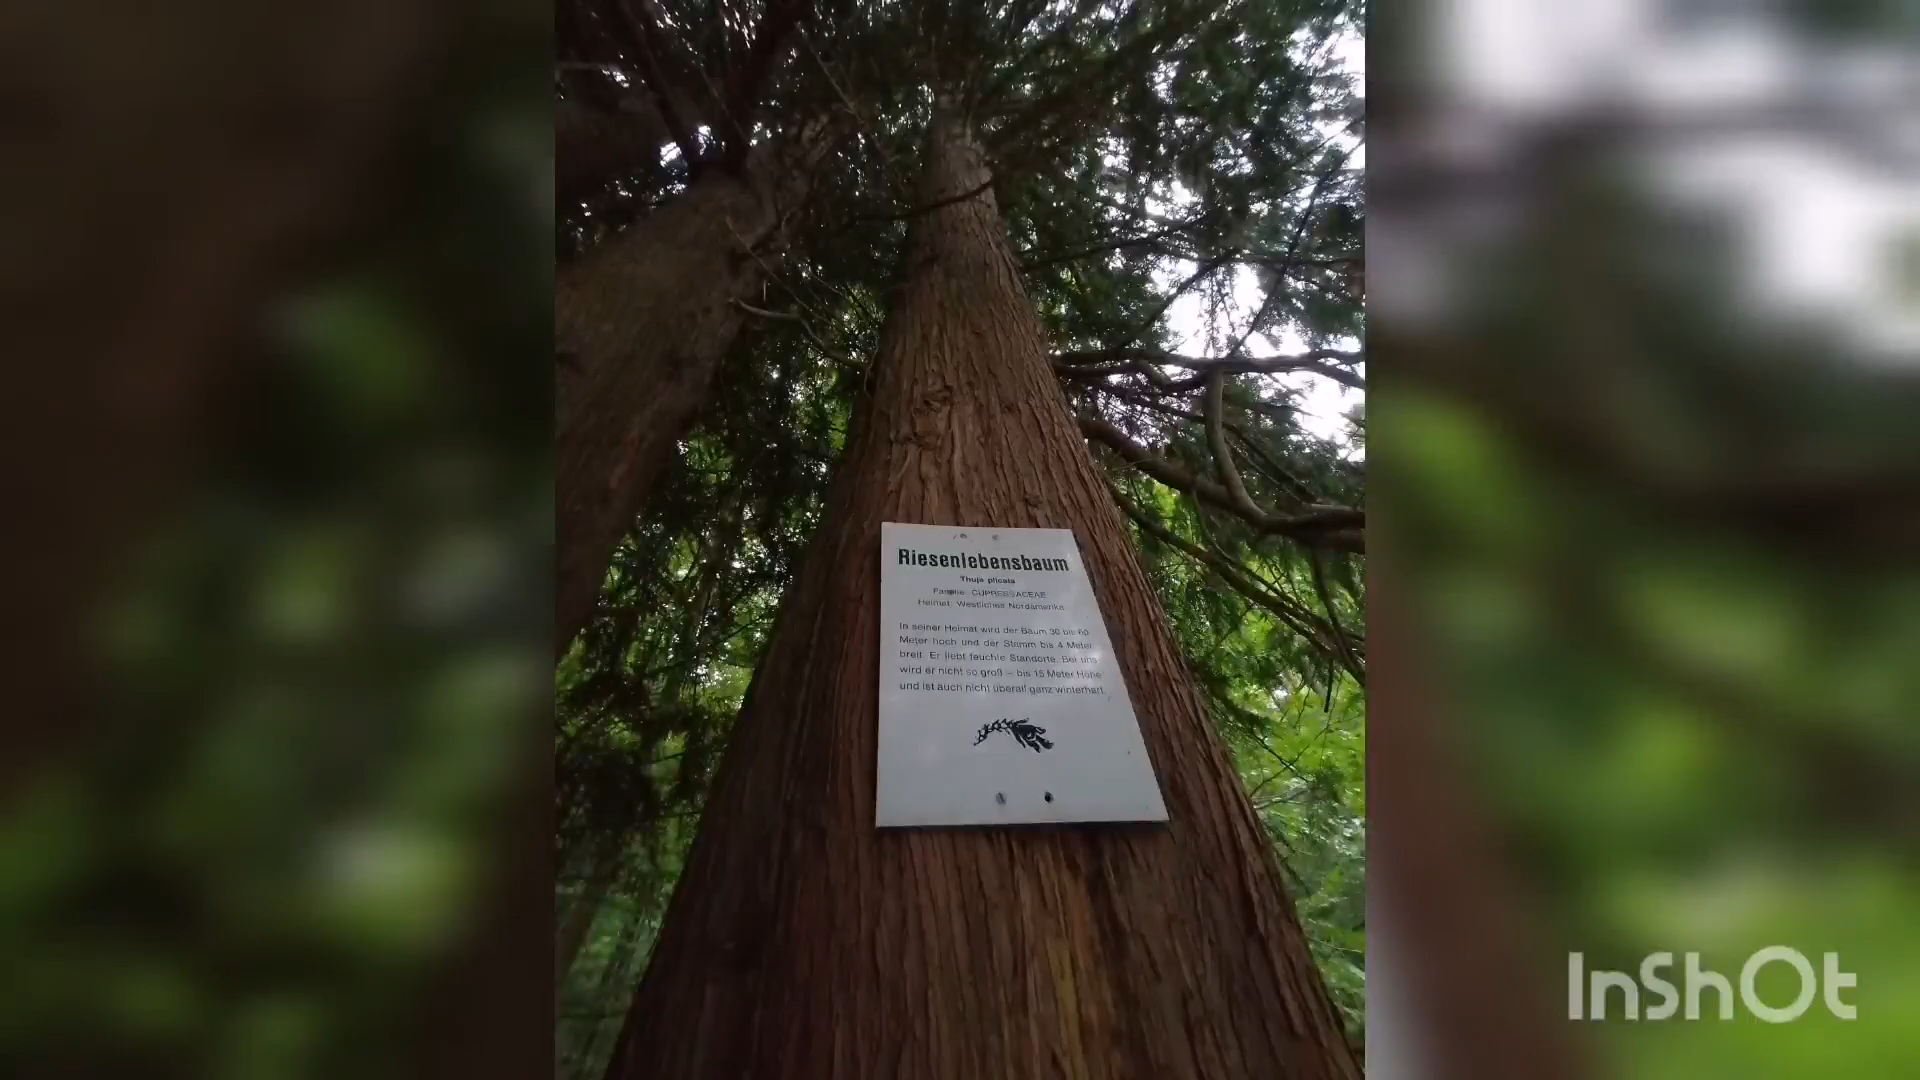 Riesenlebensbaum
Thuja plicata
Familie: CUPRESSACEAE
Heimat: Westliches Nordamerika
In seiner Heimat wird der Baum 30 bis 60
Meter hoch und der Stamm bis 4 Meter
breit. Er liebt feuchte Standorte. Bei uns
wird er nicht so groß – bis 15 Meter Höhe
und ist auch nicht überall ganz winterhart.
InShOt